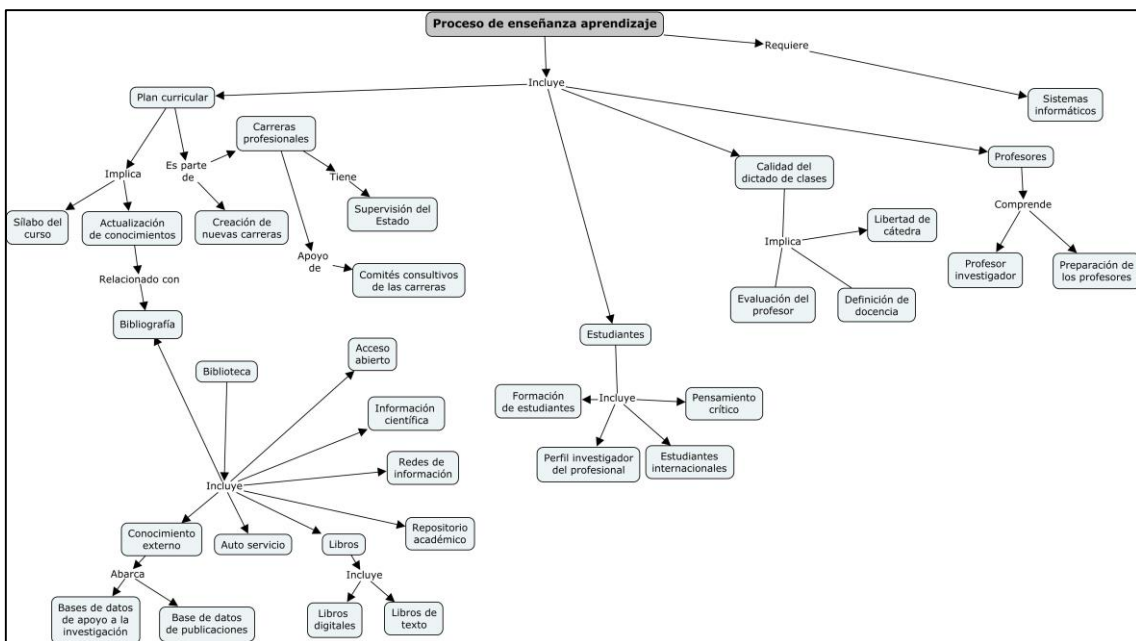 Proceso de enseñanza aprendizaje
Requiere
Incluye
Plan curricular
Sistemas
informáticos
Carreras
profesionales
Profesores
Calidad del
dictado de clases
Implica
Es parte
de
Tiene
Comprende
Sílabo del
curso
Actualización
de conocimientos
Creación de
nuevas carreras
Supervisión del
Estado
Libertad de
cátedra
Implica
Apoyo
de
Profesor
investigador
Preparación de
los profesores
Relacionado con
Comités consultivos
de las carreras
Evaluación del
profesor
Definición de
docencia
Bibliografía
Estudiantes
Acceso
abierto
Biblioteca
Formación
de estudiantes
Incluye
Pensamiento
crítico
Información
científica
Perfil investigador
del profesional
Estudiantes
internacionales
Redes de
información
Incluye
Repositorio
académico
Conocimiento
externo
Auto servicio
Libros
Abarca
Incluye
Bases de datos
de apoyo a la
investigación
Base de datos
de publicaciones
Libros
digitales
Libros de
texto